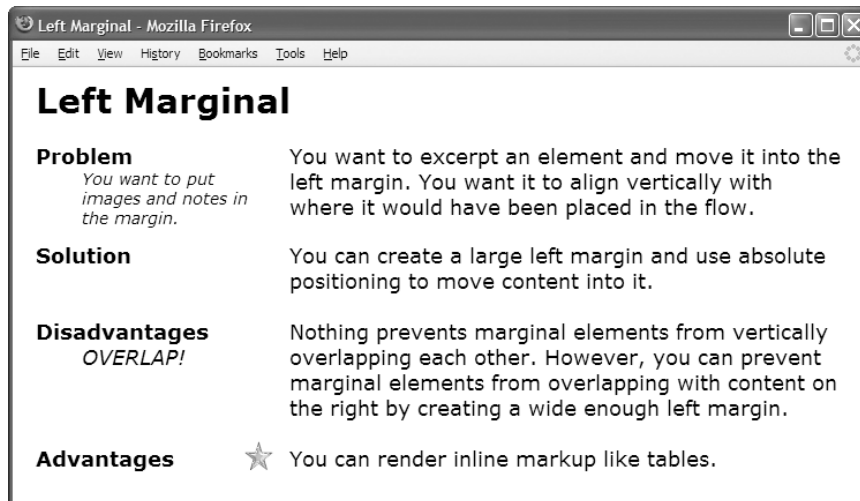 Left Marginal - Mozilla Firefox
File Edit View History Bookmarks Tools Help
Left Marginal
Problem
You want to put
images and notes in
the margin.
You want to excerpt an element and move it into the
left margin. You want it to align vertically with
where it would have been placed in the flow.
Solution
You can create a large left margin and use absolute
positioning to move content into it.
Disadvantages
OVERLAP!
Nothing prevents marginal elements from vertically
overlapping each other. However, you can prevent
marginal elements from overlapping with content on
the right by creating a wide enough left margin.
Advantages
You can render inline markup like tables.